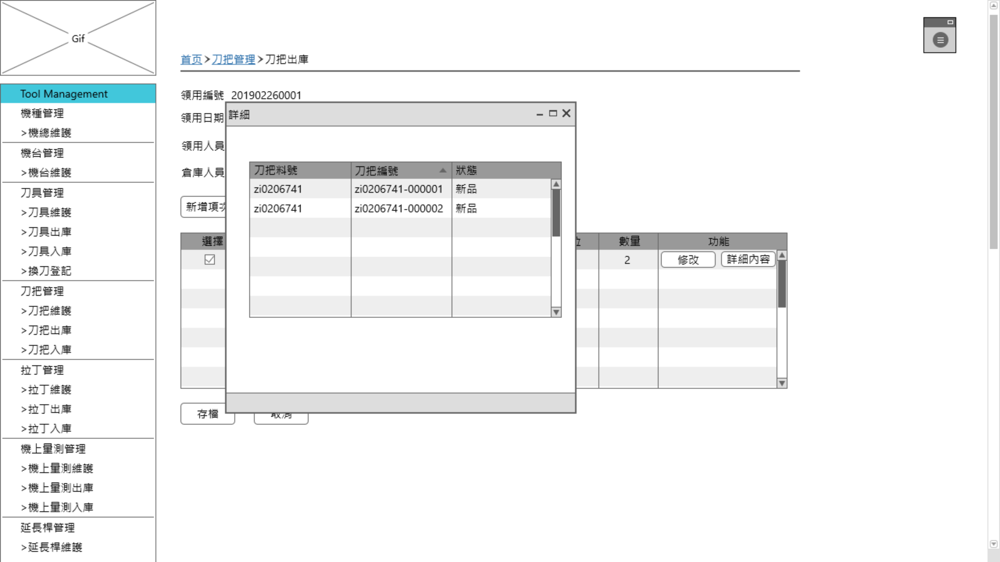 Gif
首页>刀把管理>刀把出庫
Tool Management
機種管理
>機總維護
機台管理
>機台維護
刀具管理
>刀具維護
>刀具出庫
>刀具入庫
>換刀登記
刀把管理
>刀把維護
>刀把出庫
>刀把入庫
拉丁管理
>拉丁維護
>拉丁出庫
>拉丁入庫
機上量測管理
>機上量測維護
>機上量測出庫
>機上量測入庫
延長桿管理
>延長桿維護
領用編號 201902260001
領用日期
領用人員
倉庫人員
新增項次
詳細
刀把料號 刀把編號 狀態
zi0206741 zi0206741-000001 新品
zi0206741 zi0206741-000002 新品
選擇 數量 功能
2 修改 詳細內容
存檔 取消